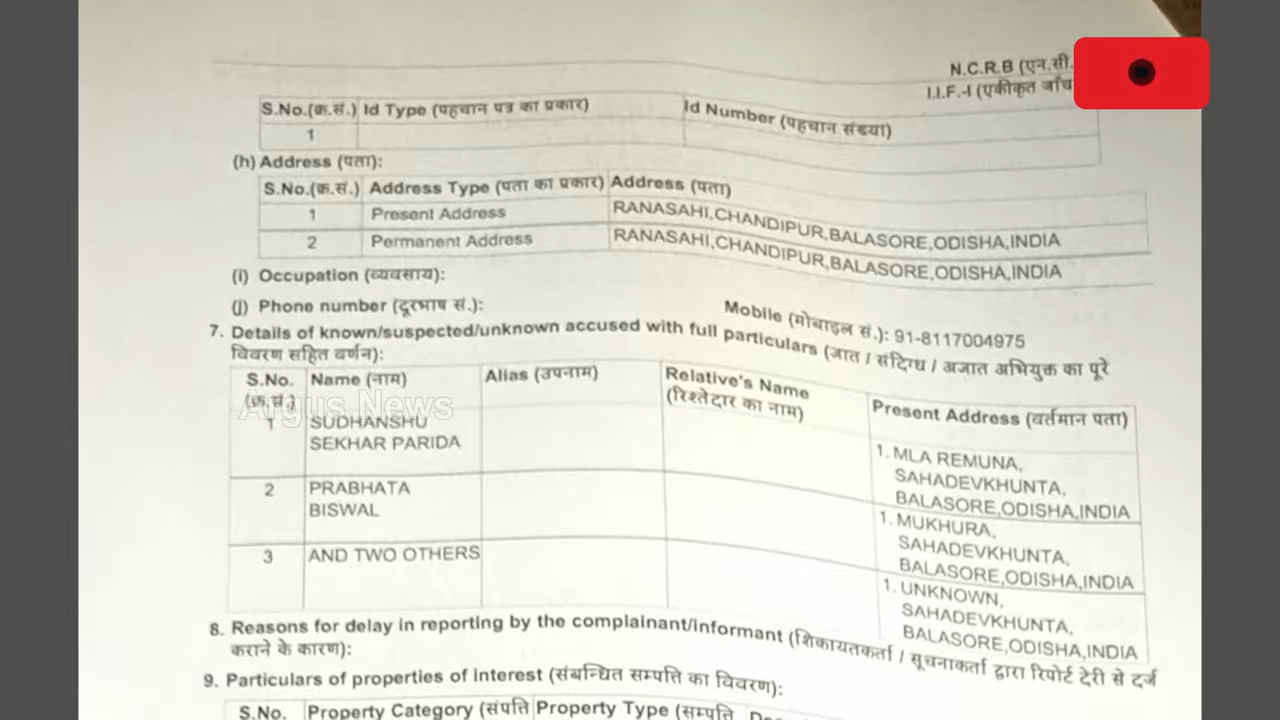 N.C.R.B (एन.सी.
I.I.F.-I (एकीकृत जाँच
S.No.(क्र.सं.) Id Type (पहचान पत्र का प्रकार) Id Number (पहचान संख्या)
1
(h) Address (पता):
S.No.(क्र.सं.) Address Type (पता का प्रकार) Address (पता)
1 Present Address RANASAHI,CHANDIPUR,BALASORE,ODISHA,INDIA
2 Permanent Address RANASAHI,CHANDIPUR,BALASORE,ODISHA,INDIA
(i) Occupation (व्यवसाय):
(j) Phone number (दूरभाष सं.): Mobile (मोबाइल सं.): 91-8117004975
7. Details of known/suspected/unknown accused with full particulars (ज्ञात / संदिग्ध / अज्ञात अभियुक्त का पूरे
विवरण सहित वर्णन):
S.No. Name (नाम) Alias (उपनाम) Relative's Name Present Address (वर्तमान पता)
(क्र.सं.) (रिश्तेदार का नाम)
Argus News
1 SUDHANSHU 1. MLA REMUNA,
SEKHAR PARIDA SAHADEVKHUNTA,
BALASORE,ODISHA,INDIA
2 PRABHATA 1. MUKHURA,
BISWAL SAHADEVKHUNTA,
BALASORE,ODISHA,INDIA
3 AND TWO OTHERS 1. UNKNOWN,
SAHADEVKHUNTA,
BALASORE,ODISHA,INDIA
8. Reasons for delay in reporting by the complainant/informant (शिकायतकर्ता / सूचनाकर्ता द्वारा रिपोर्ट देरी से दर्ज
कराने के कारण):
9. Particulars of properties of interest (संबन्धित सम्पत्ति का विवरण):
S.No. Property Category (संपत्ति Property Type (सम्पत्ति